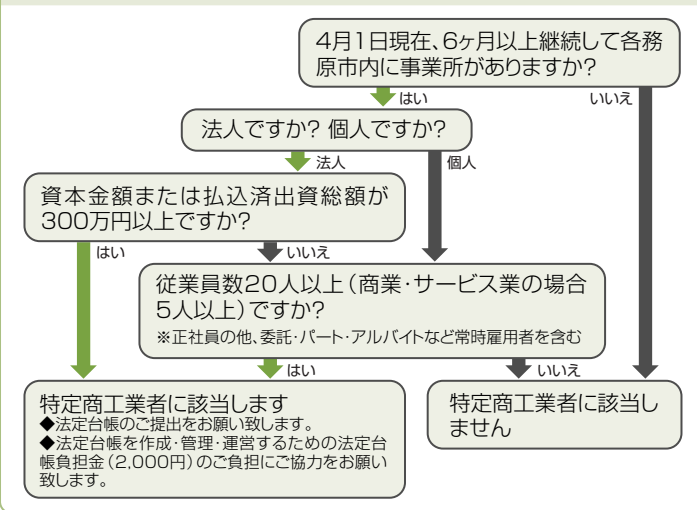 4月1日現在、6ヶ月以上継続して各務
原市内に事業所がありますか?
はい
いいえ
法人ですか? 個人ですか?
法人
個人
資本金額または払込済出資総額が
300万円以上ですか?
はい
いいえ
従業員数20人以上(商業・サービス業の場合
5人以上)ですか?
※正社員の他、委託・パート・アルバイトなど常時雇用者を含む
はい
いいえ
特定商工業者に該当します
◆法定台帳のご提出をお願い致します。
◆法定台帳を作成・管理・運営するための法定台
帳負担金(2,000円)のご負担にご協力をお願い
致します。
特定商工業者に該当し
ません